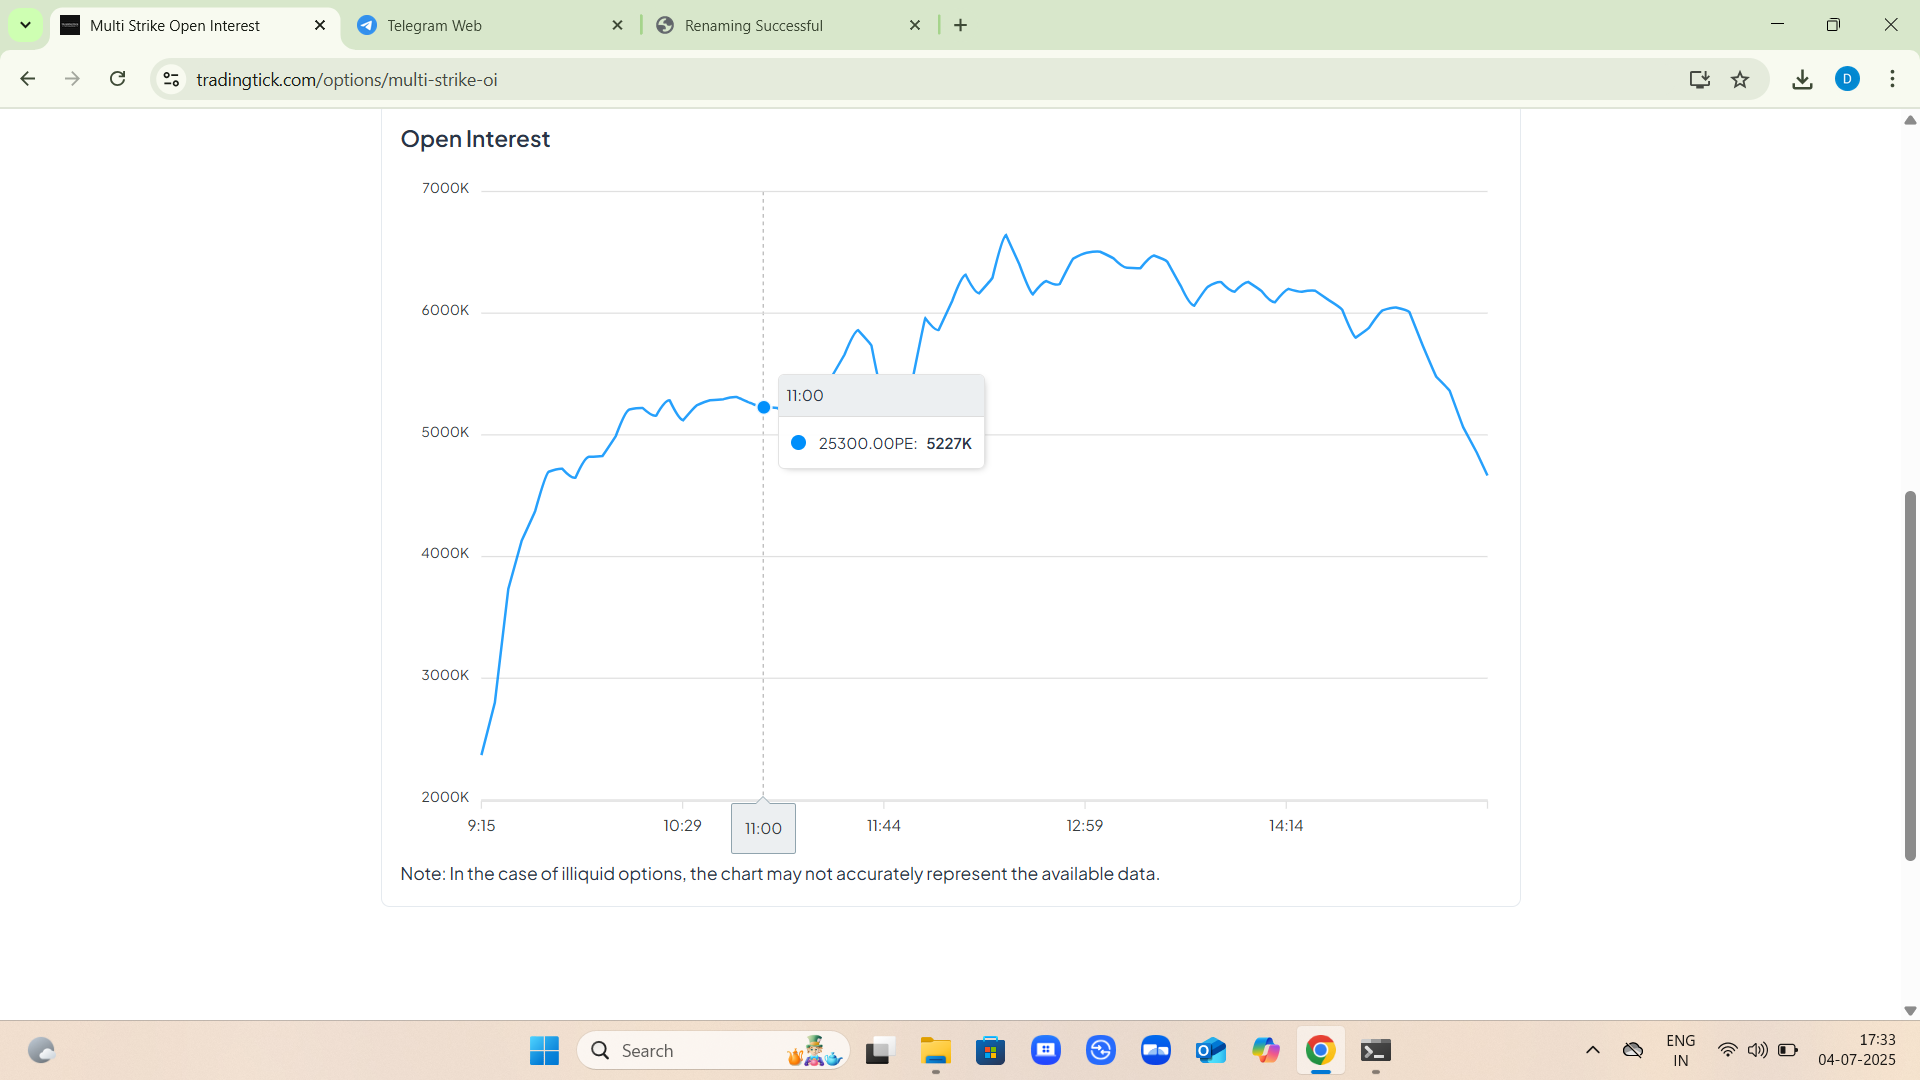 Multi Strike Open Interest
Telegram Web
Renaming Successful
tradingtick.com/options/multi-strike-oi
D
Open Interest
7000K
6000K
5000K
4000K
3000K
2000K
11:00
25300.00PE: 5227K
9:15
10:29
11:00
11:44
12:59
14:14
Note: In the case of illiquid options, the chart may not accurately represent the available data.
Search
ENG
IN
17:33
04-07-2025